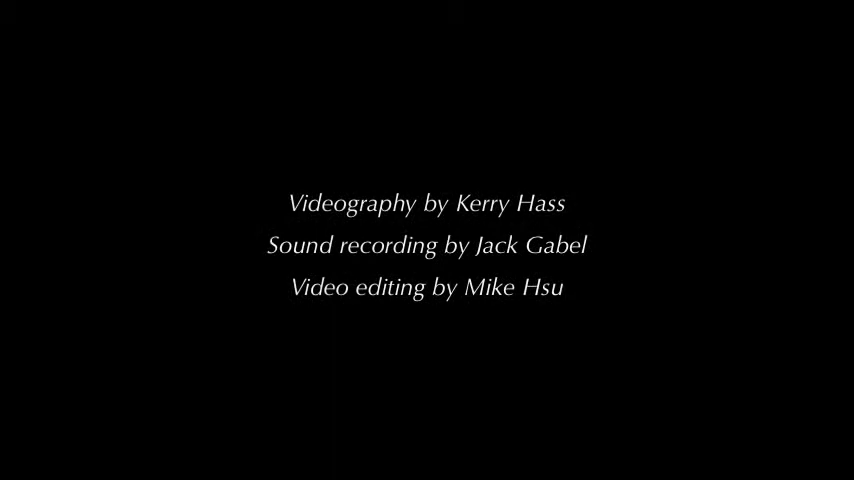 Videography by Kerry Hass
Sound recording by Jack Gabel
Video editing by Mike Hsu